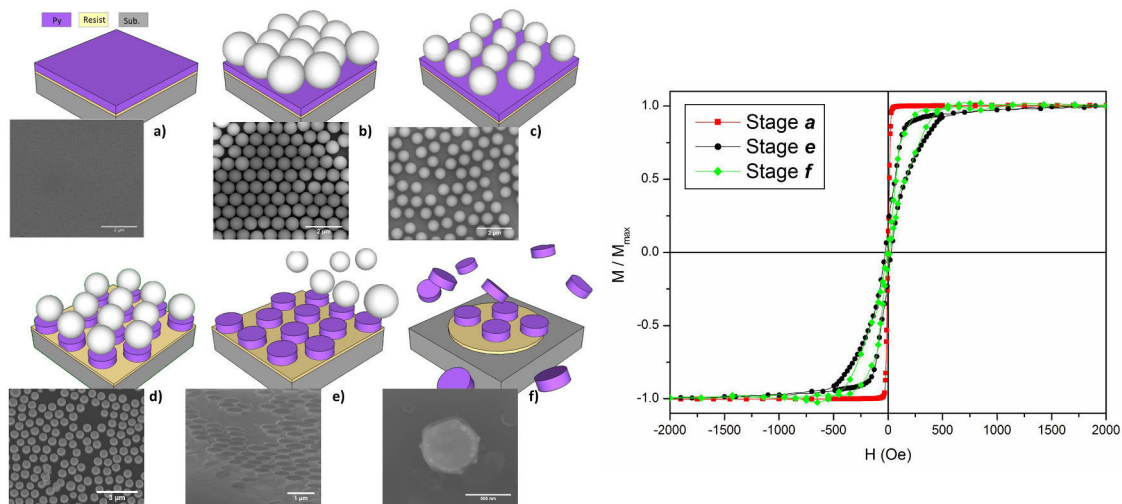 Py Resist Sub.
a)
2 µm
b)
2 µm
c)
2 µm
d)
3 µm
e)
1 µm
f)
500 nm
Stage a
Stage e
Stage f
M / Mmax
1.0
0.5
0.0
-0.5
-1.0
-2000 -1500 -1000 -500 0 500 1000 1500 2000
H (Oe)